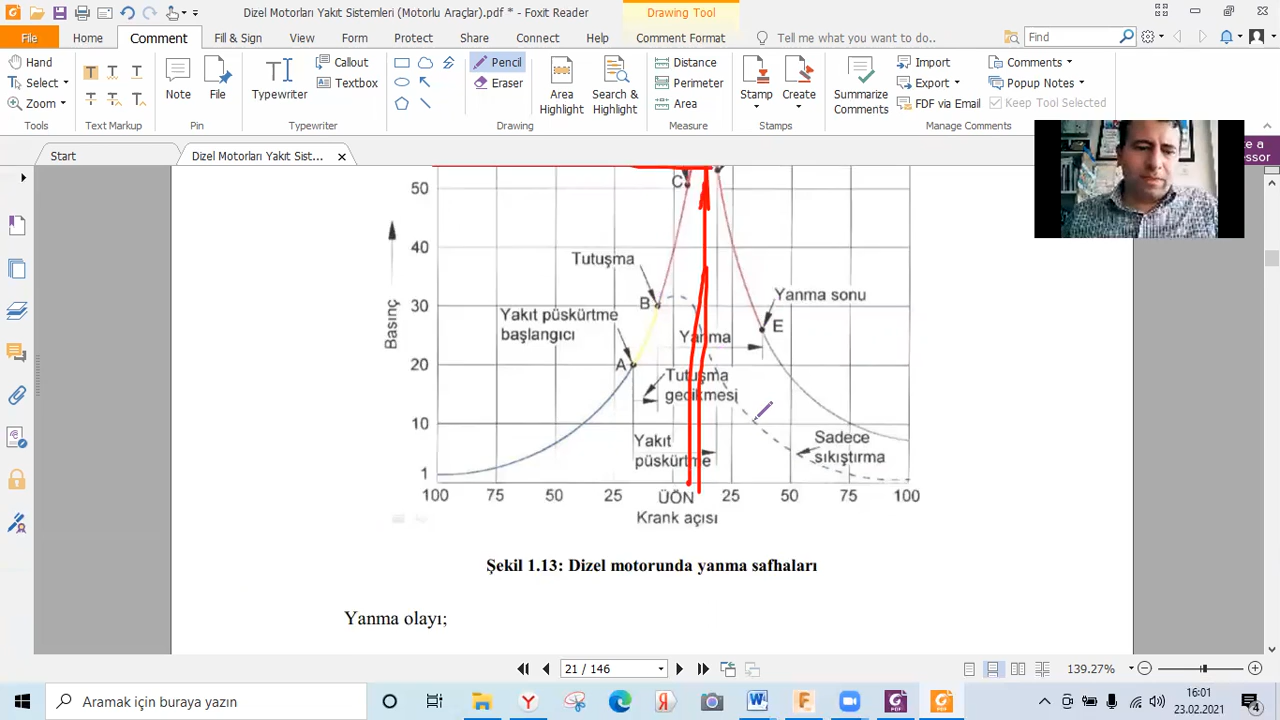 Dizel Motorları Yakıt Sistemleri (Motorlu Araçlar).pdf * - Foxit Reader
Drawing Tool
File Home Comment Fill & Sign View Form Protect Share Connect Help Comment Format Tell me what you want to do.. Find
Hand
Select
Zoom
Tools
Text Markup
Note
File
Pin
Typewriter
Callout
Textbox
Typewriter
Pencil
Eraser
Drawing
Area
Highlight
Search &
Highlight
Distance
Perimeter
Area
Measure
Stamp
Create
Stamps
Summarize
Comments
Import
Export
FDF via Email
Comments
Popup Notes
Keep Tool Selected
Manage Comments
Start
Dizel Motorları Yakıt Sist...
50
40
30
20
10
1
Basınç
C
Tutuşma
B
Yakıt püskürtme
başlangıcı
A
Yanma sonu
E
Yanma
Tutuşma
gecikmesi
Yakıt
püskürtme
Sadece
sıkıştırma
100 75 50 25 ÜÖN 25 50 75 100
Krank açısı
Şekil 1.13: Dizel motorunda yanma safhaları
Yanma olayı;
21 / 146
139.27%
Aramak için buraya yazın
16:01
23.02.2021